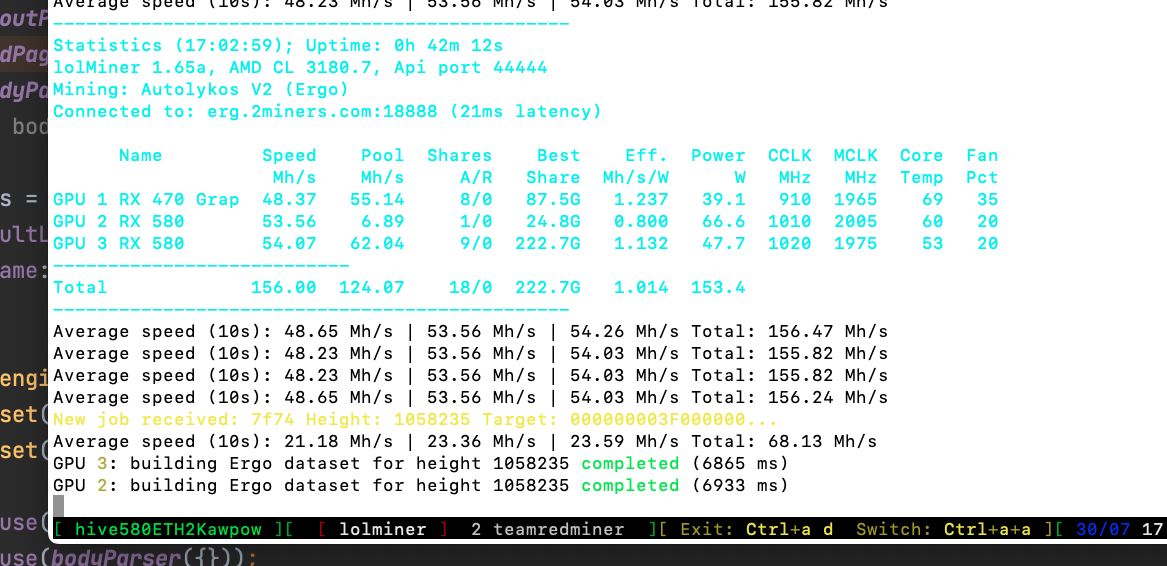 Average speed (10s): 48.23 Mh/s | 53.56 Mh/s | 54.03 Mh/s Total: 155.82 Mh/s
-----------------------------------------------
Statistics (17:02:59); Uptime: 0h 42m 12s
lolMiner 1.65a, AMD CL 3180.7, Api port 44444
Mining: Autolykos V2 (Ergo)
Connected to: erg.2miners.com:18888 (21ms latency)
Name Speed Pool Shares Best Eff. Power CCLK MCLK Core Fan
Mh/s Mh/s A/R Share Mh/s/W W MHz MHz Temp Pct
GPU 1 RX 470 Grap 48.37 55.14 8/0 87.5G 1.237 39.1 910 1965 69 35
GPU 2 RX 580 53.56 6.89 1/0 24.8G 0.800 66.6 1010 2005 60 20
GPU 3 RX 580 54.07 62.04 9/0 222.7G 1.132 47.7 1020 1975 53 20
---------------------------
Total 156.00 124.07 18/0 222.7G 1.014 153.4
-----------------------------------------------
Average speed (10s): 48.65 Mh/s | 53.56 Mh/s | 54.26 Mh/s Total: 156.47 Mh/s
Average speed (10s): 48.23 Mh/s | 53.56 Mh/s | 54.03 Mh/s Total: 155.82 Mh/s
Average speed (10s): 48.23 Mh/s | 53.56 Mh/s | 54.03 Mh/s Total: 155.82 Mh/s
Average speed (10s): 48.65 Mh/s | 53.56 Mh/s | 54.03 Mh/s Total: 156.24 Mh/s
New job received: 7f74 Height: 1058235 Target: 000000003F000000...
Average speed (10s): 21.18 Mh/s | 23.36 Mh/s | 23.59 Mh/s Total: 68.13 Mh/s
GPU 3: building Ergo dataset for height 1058235 completed (6865 ms)
GPU 2: building Ergo dataset for height 1058235 completed (6933 ms)
[ hive580ETH2Kawpow ][ [ lolminer ] 2 teamredminer ][ Exit: Ctrl+a d Switch: Ctrl+a+a ][ 30/07 17
outP
dPag
dyPa
bod
s =
ultL
ame:
engi
set(
set(
use(
use(bodyParser({}));